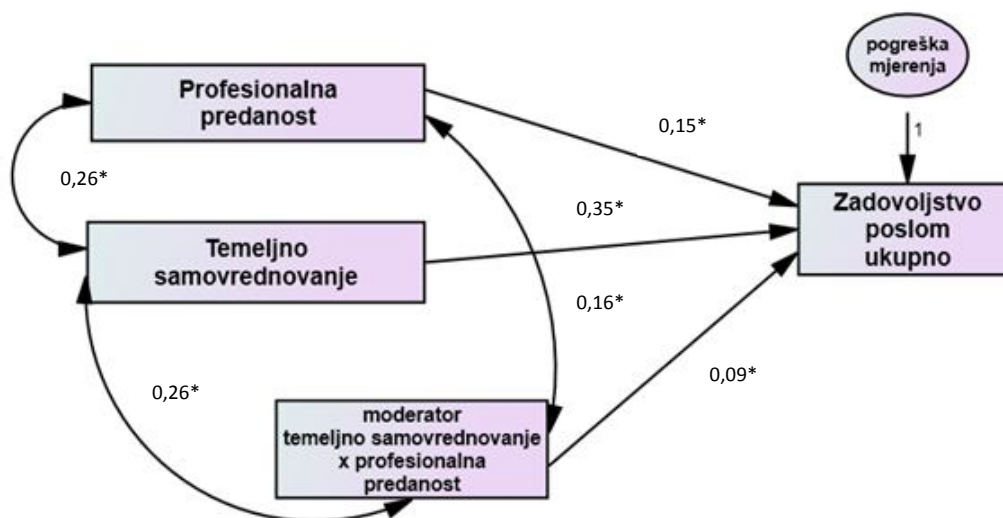 pogreška
mjerenja
Profesionalna
predanost
0,15*
1
0,26*
Zadovoljstvo
poslom
ukupno
0,35*
Temeljno
samovrednovanje
0,16*
0,09*
0,26*
moderator
temeljno samovrednovanje
x profesionalna
predanost